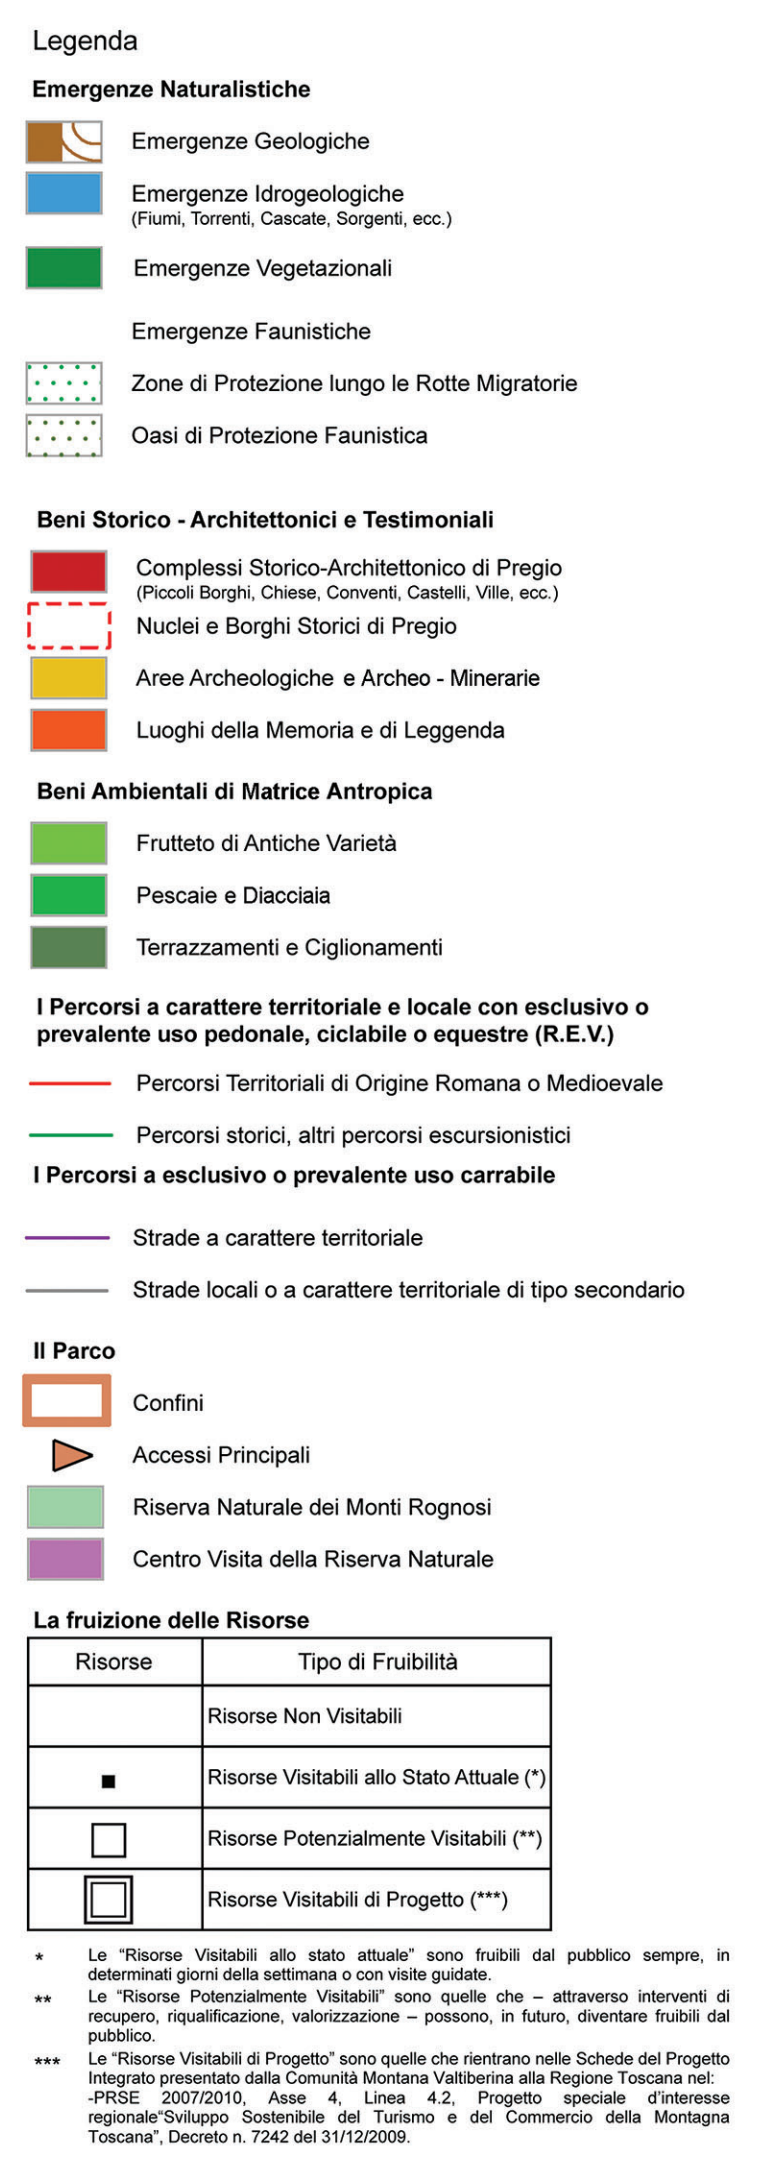 Legenda
Emergenze Naturalistiche
Emergenze Geologiche
Emergenze Idrogeologiche
(Fiumi, Torrenti, Cascate, Sorgenti, ecc.)
Emergenze Vegetazionali
Emergenze Faunistiche
Zone di Protezione lungo le Rotte Migratorie
Oasi di Protezione Faunistica
Beni Storico - Architettonici e Testimoniali
Complessi Storico-Architettonico di Pregio
(Piccoli Borghi, Chiese, Conventi, Castelli, Ville, ecc.)
Nuclei e Borghi Storici di Pregio
Aree Archeologiche e Archeo - Minerarie
Luoghi della Memoria e di Leggenda
Beni Ambientali di Matrice Antropica
Frutteto di Antiche Varietà
Pescaie e Diacciaia
Terrazzamenti e Ciglionamenti
I Percorsi a carattere territoriale e locale con esclusivo o
prevalente uso pedonale, ciclabile o equestre (R.E.V.)
Percorsi Territoriali di Origine Romana o Medioevale
Percorsi storici, altri percorsi escursionistici
I Percorsi a esclusivo o prevalente uso carrabile
Strade a carattere territoriale
Strade locali o a carattere territoriale di tipo secondario
Il Parco
Confini
Accessi Principali
Riserva Naturale dei Monti Rognosi
Centro Visita della Riserva Naturale
La fruizione delle Risorse
Risorse Tipo di Fruibilità
Risorse Non Visitabili
Risorse Visitabili allo Stato Attuale (*)
Risorse Potenzialmente Visitabili (**)
Risorse Visitabili di Progetto (***)
* Le “Risorse Visitabili allo stato attuale” sono fruibili dal pubblico sempre, in
determinati giorni della settimana o con visite guidate.
** Le “Risorse Potenzialmente Visitabili” sono quelle che – attraverso interventi di
recupero, riqualificazione, valorizzazione – possono, in futuro, diventare fruibili dal
pubblico.
*** Le “Risorse Visitabili di Progetto” sono quelle che rientrano nelle Schede del Progetto
Integrato presentato dalla Comunità Montana Valtiberina alla Regione Toscana nel:
-PRSE 2007/2010, Asse 4, Linea 4.2, Progetto speciale d’interesse
regionale“Sviluppo Sostenibile del Turismo e del Commercio della Montagna
Toscana”, Decreto n. 7242 del 31/12/2009.